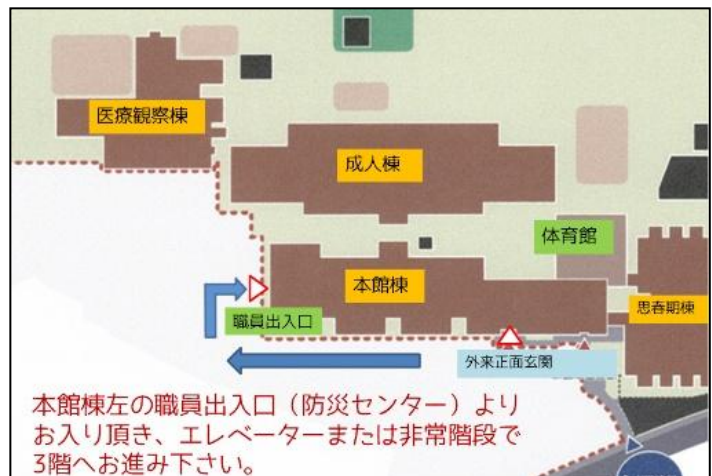 医療観察棟
成人棟
体育館
本館棟
思春期棟
職員出入口
外来正面玄関
本館棟左の職員出入口（防災センター）より
お入り頂き、エレベーターまたは非常階段で
3階へお進み下さい。